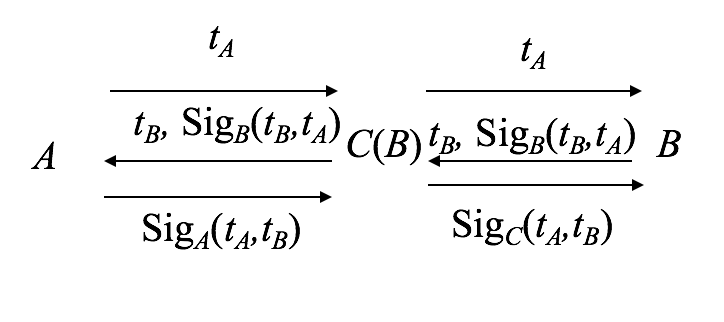 t_A
t_A
t_B, Sig_B(t_B,t_A)
t_B, Sig_B(t_B,t_A)
A
C(B)
B
Sig_A(t_A,t_B)
Sig_C(t_A,t_B)